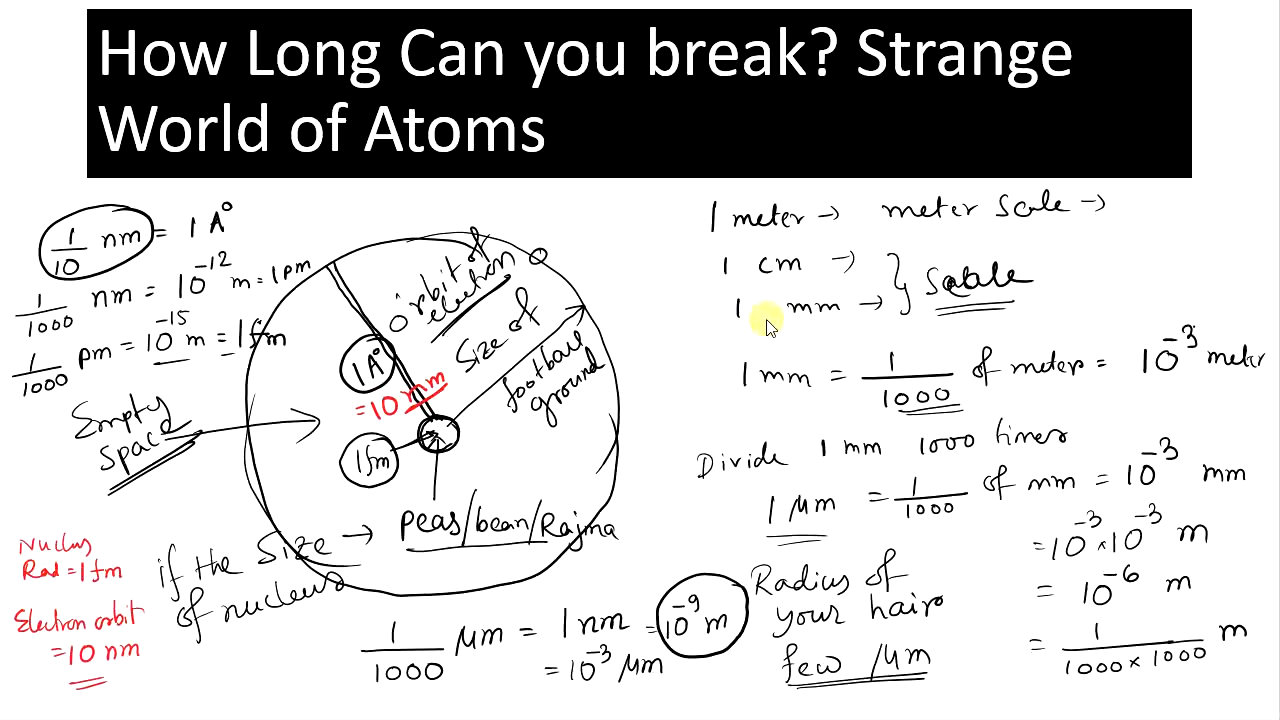 How Long Can you break? Strange
World of Atoms
1/10 nm = 1 A°
1/1000 nm = 10⁻¹² m = 1 pm
1/1000 pm = 10⁻¹⁵ m = 1 fm
Empty
space
orbit of
electron
1 A°
= 10 nm
1 fm
Size of
football
ground
if the size → peas/bean/Rajma
of nucleus
Nucleus
Rad = 1 fm
Electron orbit
= 10 nm
1/1000 μm = 1 nm = 10⁻⁹ m
= 10⁻³ μm
1 meter → meter scale →
1 cm →
1 mm → } Scale
1 mm = 1/1000 of meter = 10⁻³ meter
Divide 1 mm 1000 times
1 μm = 1/1000 of mm = 10⁻³ mm
= 10⁻³ × 10⁻³ m
= 10⁻⁶ m
= 1/1000 × 1000 m
Radius of
your hair
few μm